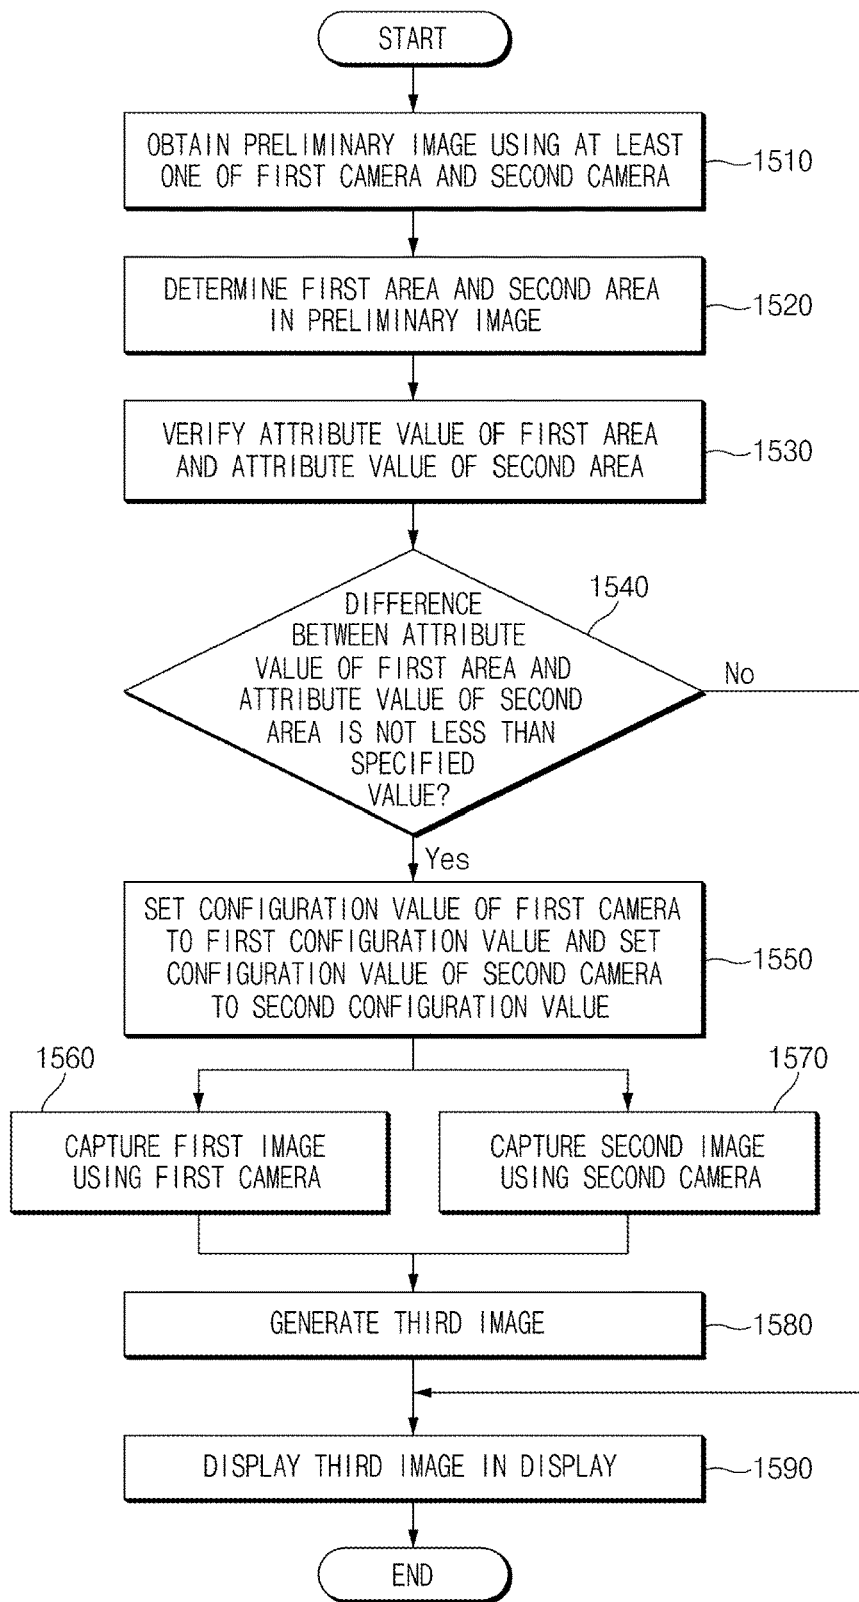 START
OBTAIN PRELIMINARY IMAGE USING AT LEAST
ONE OF FIRST CAMERA AND SECOND CAMERA
1510
DETERMINE FIRST AREA AND SECOND AREA
IN PRELIMINARY IMAGE
1520
VERIFY ATTRIBUTE VALUE OF FIRST AREA
AND ATTRIBUTE VALUE OF SECOND AREA
1530
1540
DIFFERENCE
BETWEEN ATTRIBUTE
VALUE OF FIRST AREA AND
ATTRIBUTE VALUE OF SECOND
AREA IS NOT LESS THAN
SPECIFIED
VALUE?
No
Yes
SET CONFIGURATION VALUE OF FIRST CAMERA
TO FIRST CONFIGURATION VALUE AND SET
CONFIGURATION VALUE OF SECOND CAMERA
TO SECOND CONFIGURATION VALUE
1550
1560
CAPTURE FIRST IMAGE
USING FIRST CAMERA
1570
CAPTURE SECOND IMAGE
USING SECOND CAMERA
GENERATE THIRD IMAGE
1580
DISPLAY THIRD IMAGE IN DISPLAY
1590
END